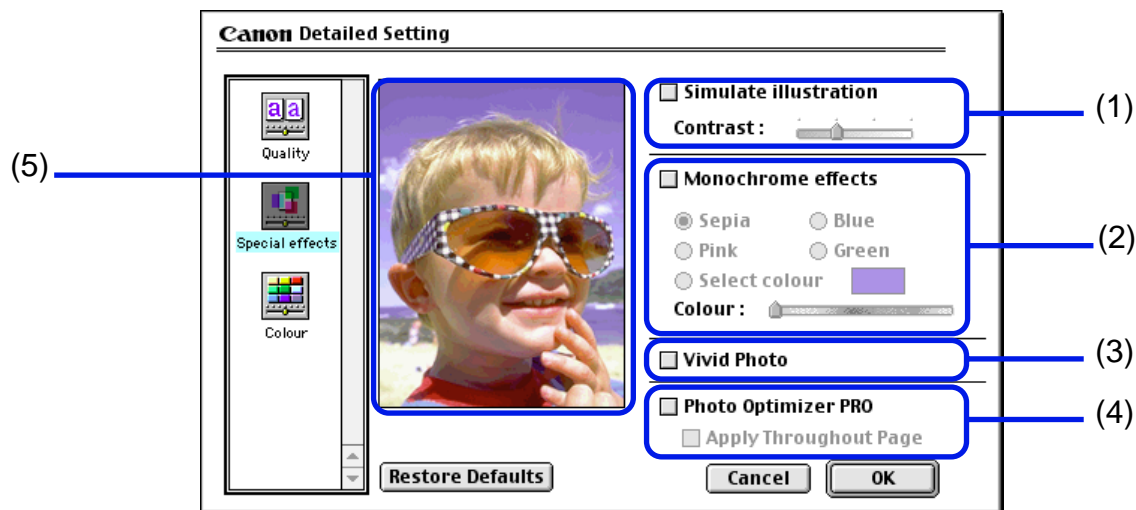 Canon Detailed Setting
a a
Quality
Special effects
Colour
(5)
Simulate illustration
Contrast :
(1)
Monochrome effects
Sepia Blue
Pink Green
Select colour
Colour :
(2)
Vivid Photo
(3)
Photo Optimizer PRO
Apply Throughout Page
(4)
Restore Defaults
Cancel OK